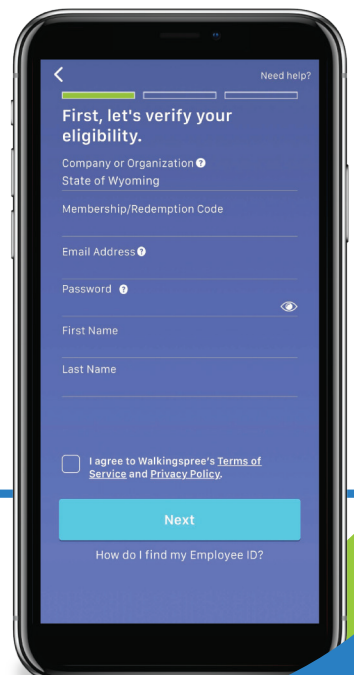 Need help?
First, let's verify your
eligibility.
Company or Organization
State of Wyoming
Membership/Redemption Code
Email Address
Password
First Name
Last Name
I agree to Walkingspree's Terms of
Service and Privacy Policy.
Next
How do I find my Employee ID?